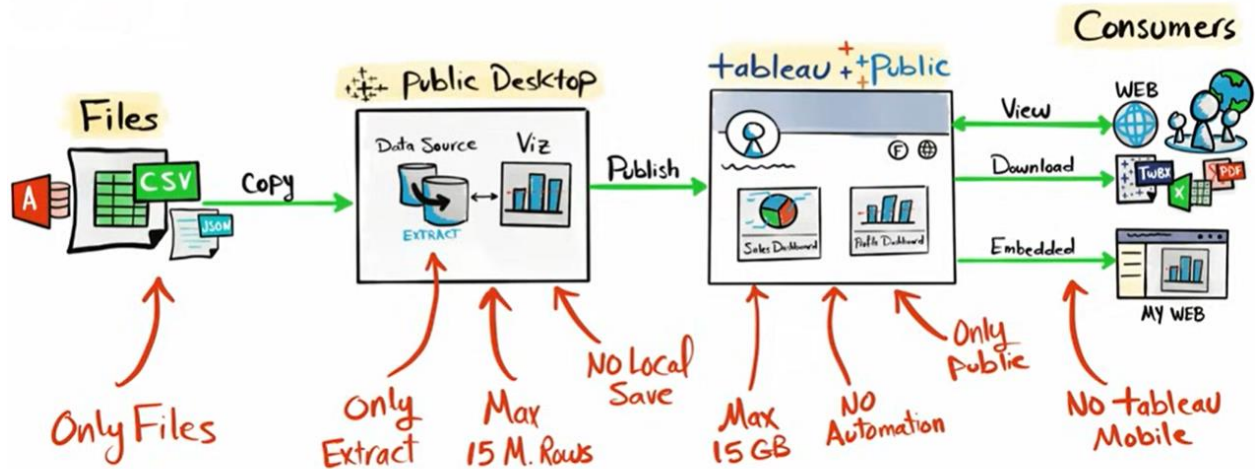 Consumers
Public Desktop
tableau Public
Files
WEB
View
Data Source
Viz
F
Publish
Download
TWBX
X
PDF
A
CSV
Copy
JSON
EXTRACT
Sales Dashboard
Profile Dashboard
Embedded
MY WEB
Only Files
Only
Extract
Max
15 M. Rows
No Local
Save
Max
15 GB
No
Automation
Only
Public
No tableau
Mobile